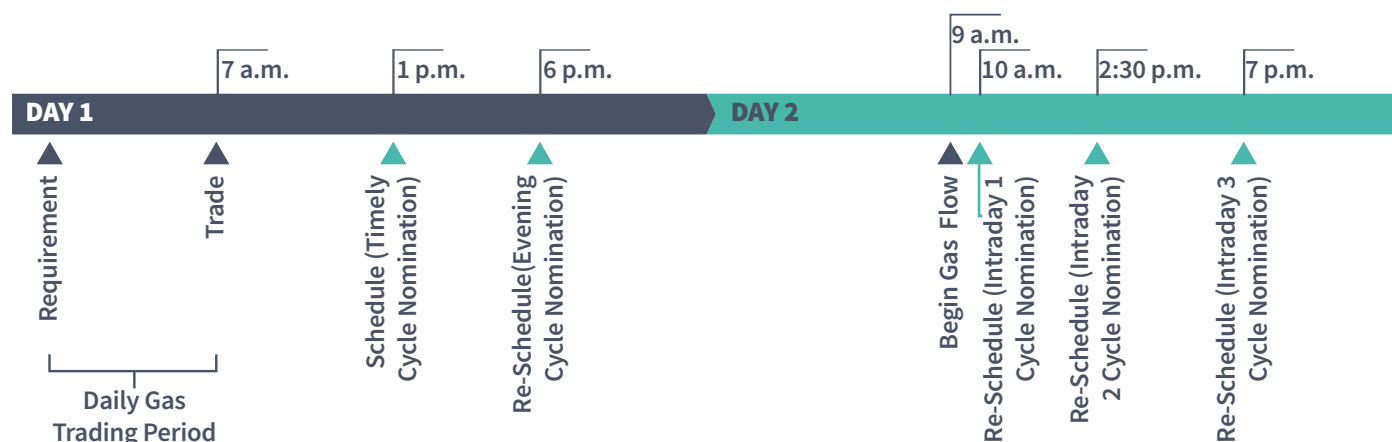 9 a.m.
7 a.m.
1 p.m.
6 p.m.
10 a.m.
2:30 p.m.
7 p.m.
DAY 1
DAY 2
Requirement
Trade
Schedule (Timely
Cycle Nomination)
Re-Schedule(Evening
Cycle Nomination)
Begin Gas Flow
Re-Schedule (Intraday 1
Cycle Nomination)
Re-Schedule (Intraday
2 Cycle Nomination)
Re-Schedule (Intraday 3
Cycle Nomination)
Daily Gas
Trading Period